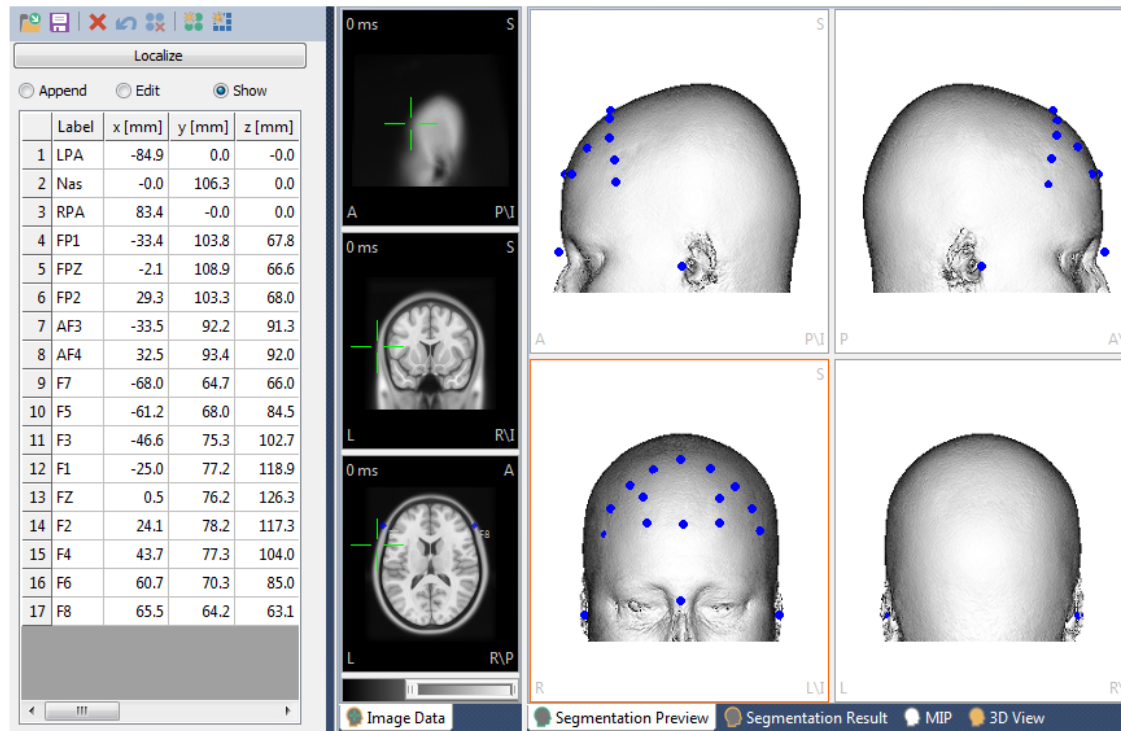 Localize
Append Edit Show
Label x [mm] y [mm] z [mm]
1 LPA -84.9 0.0 -0.0
2 Nas -0.0 106.3 0.0
3 RPA 83.4 -0.0 0.0
4 FP1 -33.4 103.8 67.8
5 FPZ -2.1 108.9 66.6
6 FP2 29.3 103.3 68.0
7 AF3 -33.5 92.2 91.3
8 AF4 32.5 93.4 92.0
9 F7 -68.0 64.7 66.0
10 F5 -61.2 68.0 84.5
11 F3 -46.6 75.3 102.7
12 F1 -25.0 77.2 118.9
13 FZ 0.5 76.2 126.3
14 F2 24.1 78.2 117.3
15 F4 43.7 77.3 104.0
16 F6 60.7 70.3 85.0
17 F8 65.5 64.2 63.1
0 ms S
A P\I
0 ms S
L R\I
0 ms A
F8
L R\P
Image Data
S
A P\I
P A\
S
R L\I
L R\
Segmentation Preview Segmentation Result MIP 3D View